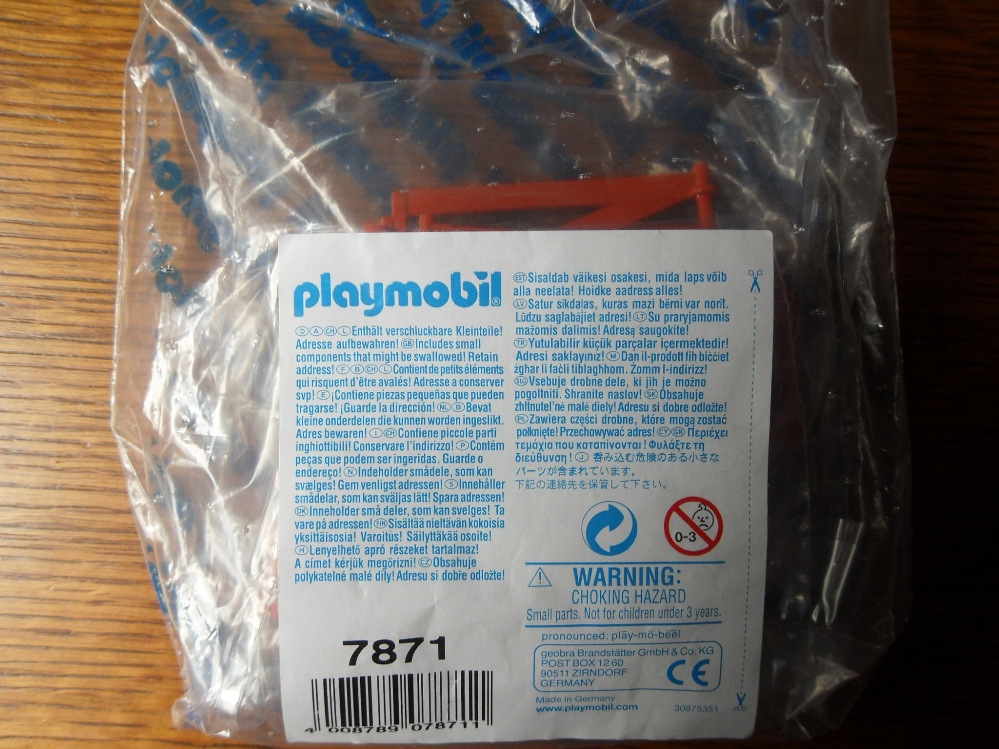 playmobil®
Ⓓ Ⓐ ⒸⒽ Ⓛ Enthält verschluckbare Kleinteile!
Adresse aufbewahren! ⒼⒷ Includes small
components that might be swallowed! Retain
address! Ⓕ Ⓑ ⒸⒽ Ⓛ Contient de petits éléments
qui risquent d'être avalés! Adresse a conserver
svp! Ⓔ ¡Contiene piezas pequeñas que pueden
tragarse! ¡Guarde la dirección! ⓃⓁ Ⓑ Bevat
kleine onderdelen die kunnen worden ingeslikt.
Adres bewaren! Ⓘ ⒸⒽ Contiene piccole parti
inghiottibili! Conservare l'indirizzo! Ⓟ Contém
peças que podem ser ingeridas. Guarde o
endereço! Ⓝ Indeholder smådele, som kan
svælges! Gem venligst adressen! Ⓢ Innehåller
smådelar, som kan sväljas lätt! Spara adressen!
ⒹⓀ Inneholder små deler, som kan svelges! Ta
vare på adressen! ⒻⒾⓃ Sisältää nieltävän kokoisia
yksittäisosia! Varoitus! Säilyttäkää osoite!
Ⓗ Lenyelhető apró részeket tartalmaz!
A címet kérjük megőrizni! ⒸⓏ Obsahuje
polykatelné malé díly! Adresu si dobře odložte!
7871
4 008789 078711
ⒺⓈⓉ Sisaldab väikesi osakesi, mida laps võib
alla neelata! Hoidke aadress alles!
ⓁⓋ Satur sīkdaļas, kuras mazi bērni var norīt.
Lūdzu saglabājiet adresi! ⓁⓉ Su praryjamomis
mažomis dalimis! Adresą saugokite!
ⓉⓇ Yutulabilir küçük parçalar içermektedir!
Adresi saklayınız! Ⓜ Dan il-prodott fih biċċiet
żgħar li faċli tiblagħhom. Zomm l-indirizz!
ⓈⓁⓄ Vsebuje drobne dele, ki jih je možno
pogoltniti. Shranite naslov! ⓈⓀ Obsahuje
zhltnuteľné malé diely! Adresu si dobre odložte!
ⓅⓁ Zawiera części drobne, które mogą zostać
połknięte! Przechowywać adres! ⒸⓎ ⒼⓇ Περιέχει
τεμάχια που καταπίνονται! Φυλάξτε τη
διεύθυνση! Ⓙ 呑み込む危険のある小さな
パーツが含まれています。
下記の連絡先を保管して下さい。
0-3
WARNING:
CHOKING HAZARD
Small parts. Not for children under 3 years.
pronounced: plāy-mō-beēl
geobra Brandstätter GmbH & Co. KG
POST BOX 12 60
90511 ZIRNDORF
GERMANY
CE
Made in Germany
www.playmobil.com
30875351